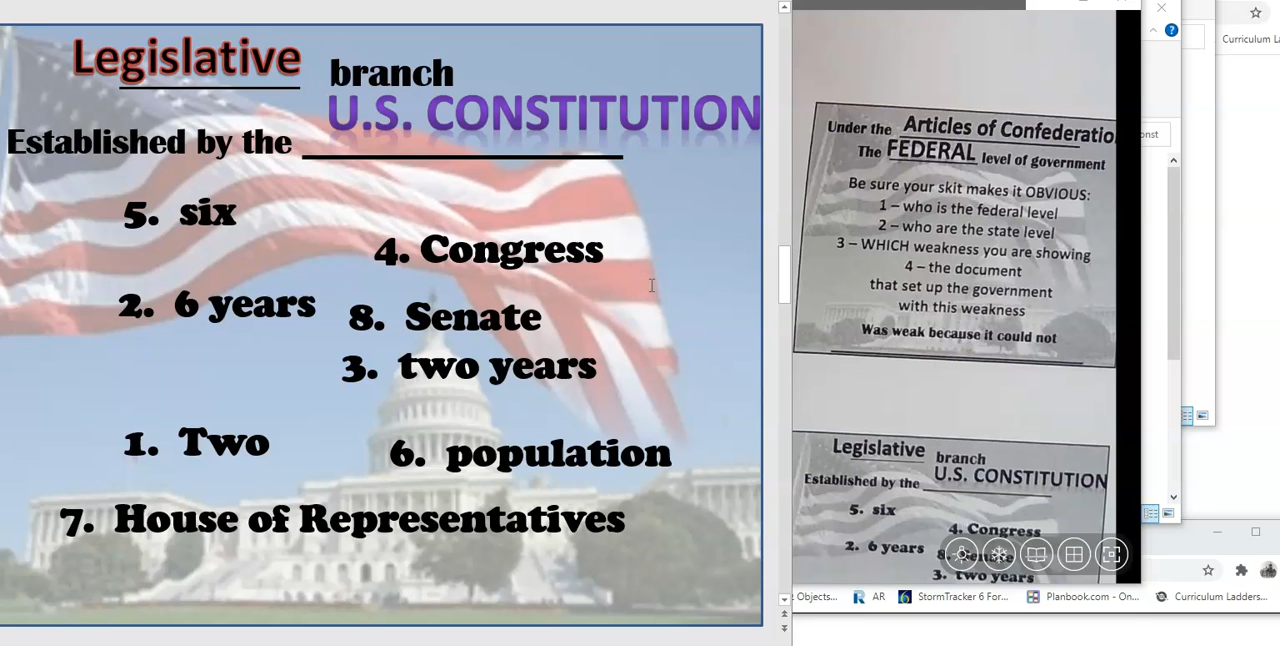 Legislative branch
U.S. CONSTITUTION
Established by the
5. six
4. Congress
2. 6 years
8. Senate
3. two years
1. Two
6. population
7. House of Representatives
Under the Articles of Confederatio
The FEDERAL level of government
Be sure your skit makes it OBVIOUS:
1 – who is the federal level
2 – who are the state level
3 – WHICH weakness you are showing
4 – the document
that set up the government
with this weakness
Was weak because it could not
Legislative branch
U.S. CONSTITUTION
Established by the
5. six
4. Congress
2. 6 years
8. Senate
3. two years
Curriculum La
onst
: Objects...
AR
StormTracker 6 For...
Planbook.com - On...
Curriculum Ladders...